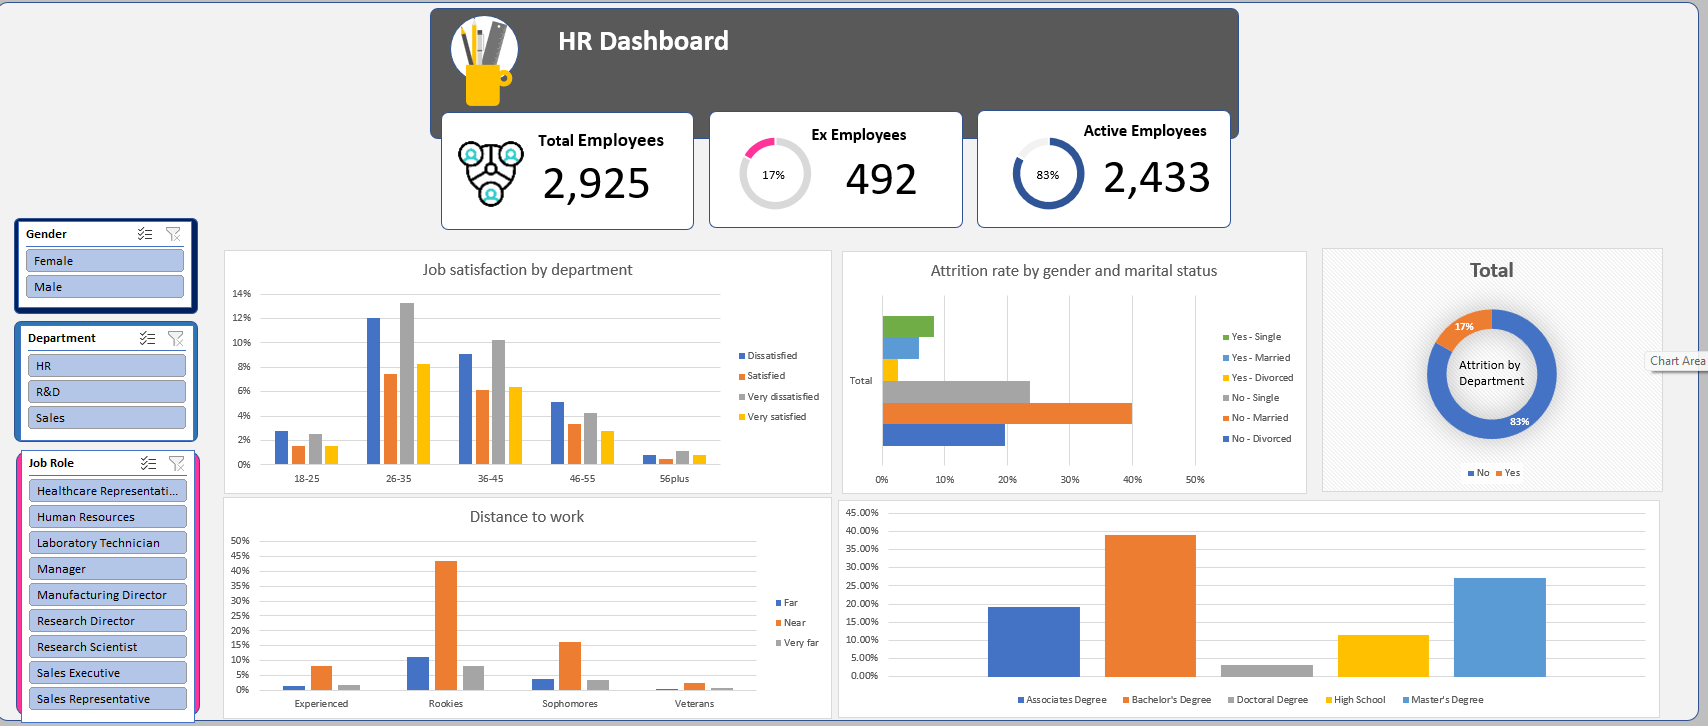 HR Dashboard
Total Employees
2,925
Ex Employees
17%
492
Active Employees
83%
2,433
Gender
Female
Male
Department
HR
R&D
Sales
Job Role
Healthcare Representati...
Human Resources
Laboratory Technician
Manager
Manufacturing Director
Research Director
Research Scientist
Sales Executive
Sales Representative
Job satisfaction by department
14%
12%
10%
8%
6%
4%
2%
0%
18-25
26-35
36-45
46-55
56plus
Dissatisfied
Satisfied
Very dissatisfied
Very satisfied
Attrition rate by gender and marital status
Total
0%
10%
20%
30%
40%
50%
Yes - Single
Yes - Married
Yes - Divorced
No - Single
No - Married
No - Divorced
Total
17%
Attrition by
Department
83%
No
Yes
Chart Area
Distance to work
50%
45%
40%
35%
30%
25%
20%
15%
10%
5%
0%
Experienced
Rookies
Sophomores
Veterans
Far
Near
Very far
45.00%
40.00%
35.00%
30.00%
25.00%
20.00%
15.00%
10.00%
5.00%
0.00%
Associates Degree
Bachelor's Degree
Doctoral Degree
High School
Master's Degree